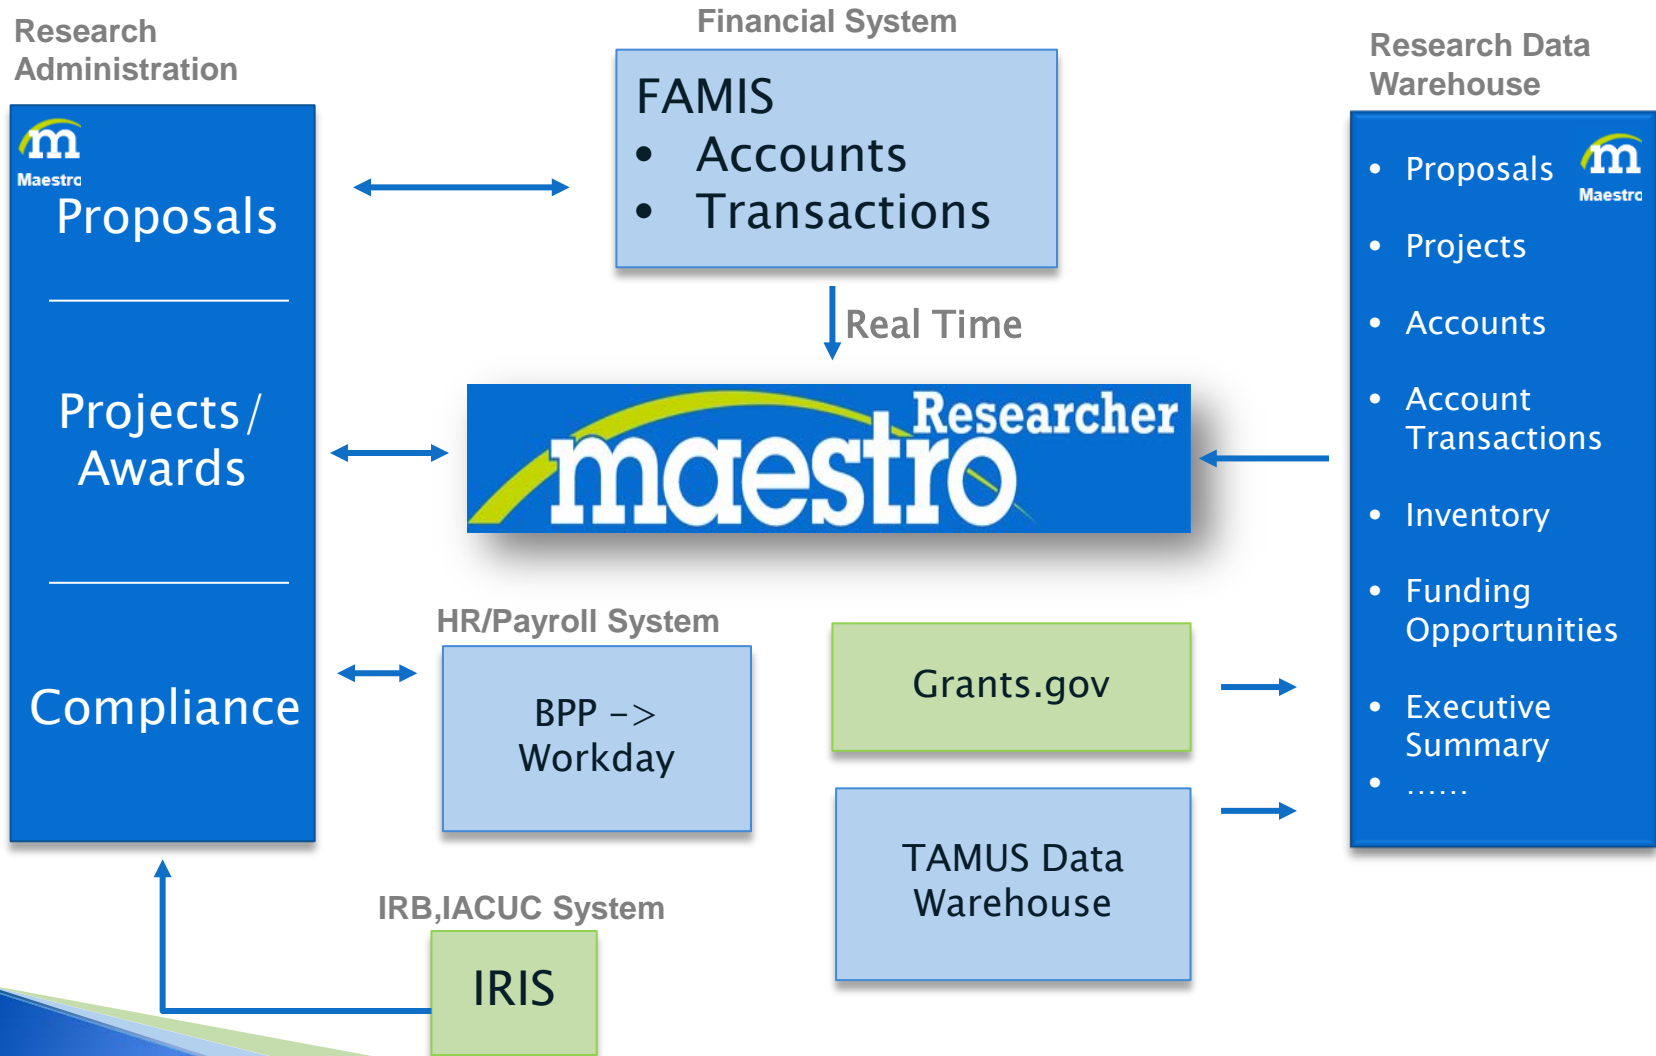 Research
Administration
Maestro
Proposals
Projects/
Awards
Compliance
Financial System
FAMIS
• Accounts
• Transactions
Real Time
Researcher
maestro
HR/Payroll System
BPP ->
Workday
IRB,IACUC System
IRIS
Grants.gov
TAMUS Data
Warehouse
Research Data
Warehouse
Maestro
• Proposals
• Projects
• Accounts
• Account
Transactions
• Inventory
• Funding
Opportunities
• Executive
Summary
• ......